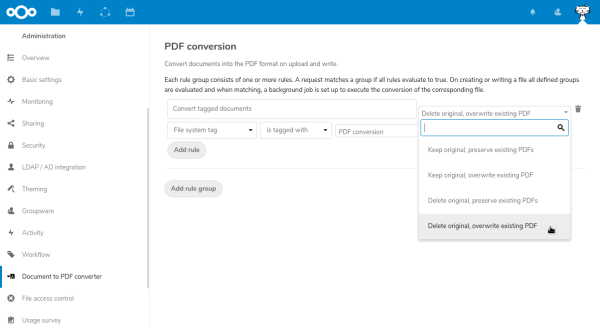 Administration
Overview
Basic settings
Monitoring
Sharing
Security
LDAP / AD integration
Theming
Groupware
Activity
Workflow
Document to PDF converter
File access control
Usage survey
PDF conversion
Convert documents into the PDF format on upload and write.
Each rule group consists of one or more rules. A request matches a group if all rules evaluate to true. On creating or writing a file all defined groups
are evaluated and when matching, a background job is set up to execute the conversion of the corresponding file.
Convert tagged documents
Delete original, overwrite existing PDF
File system tag
is tagged with
PDF conversion
Add rule
Add rule group
Keep original, preserve existing PDFs
Keep original, overwrite existing PDF
Delete original, preserve existing PDFs
Delete original, overwrite existing PDF